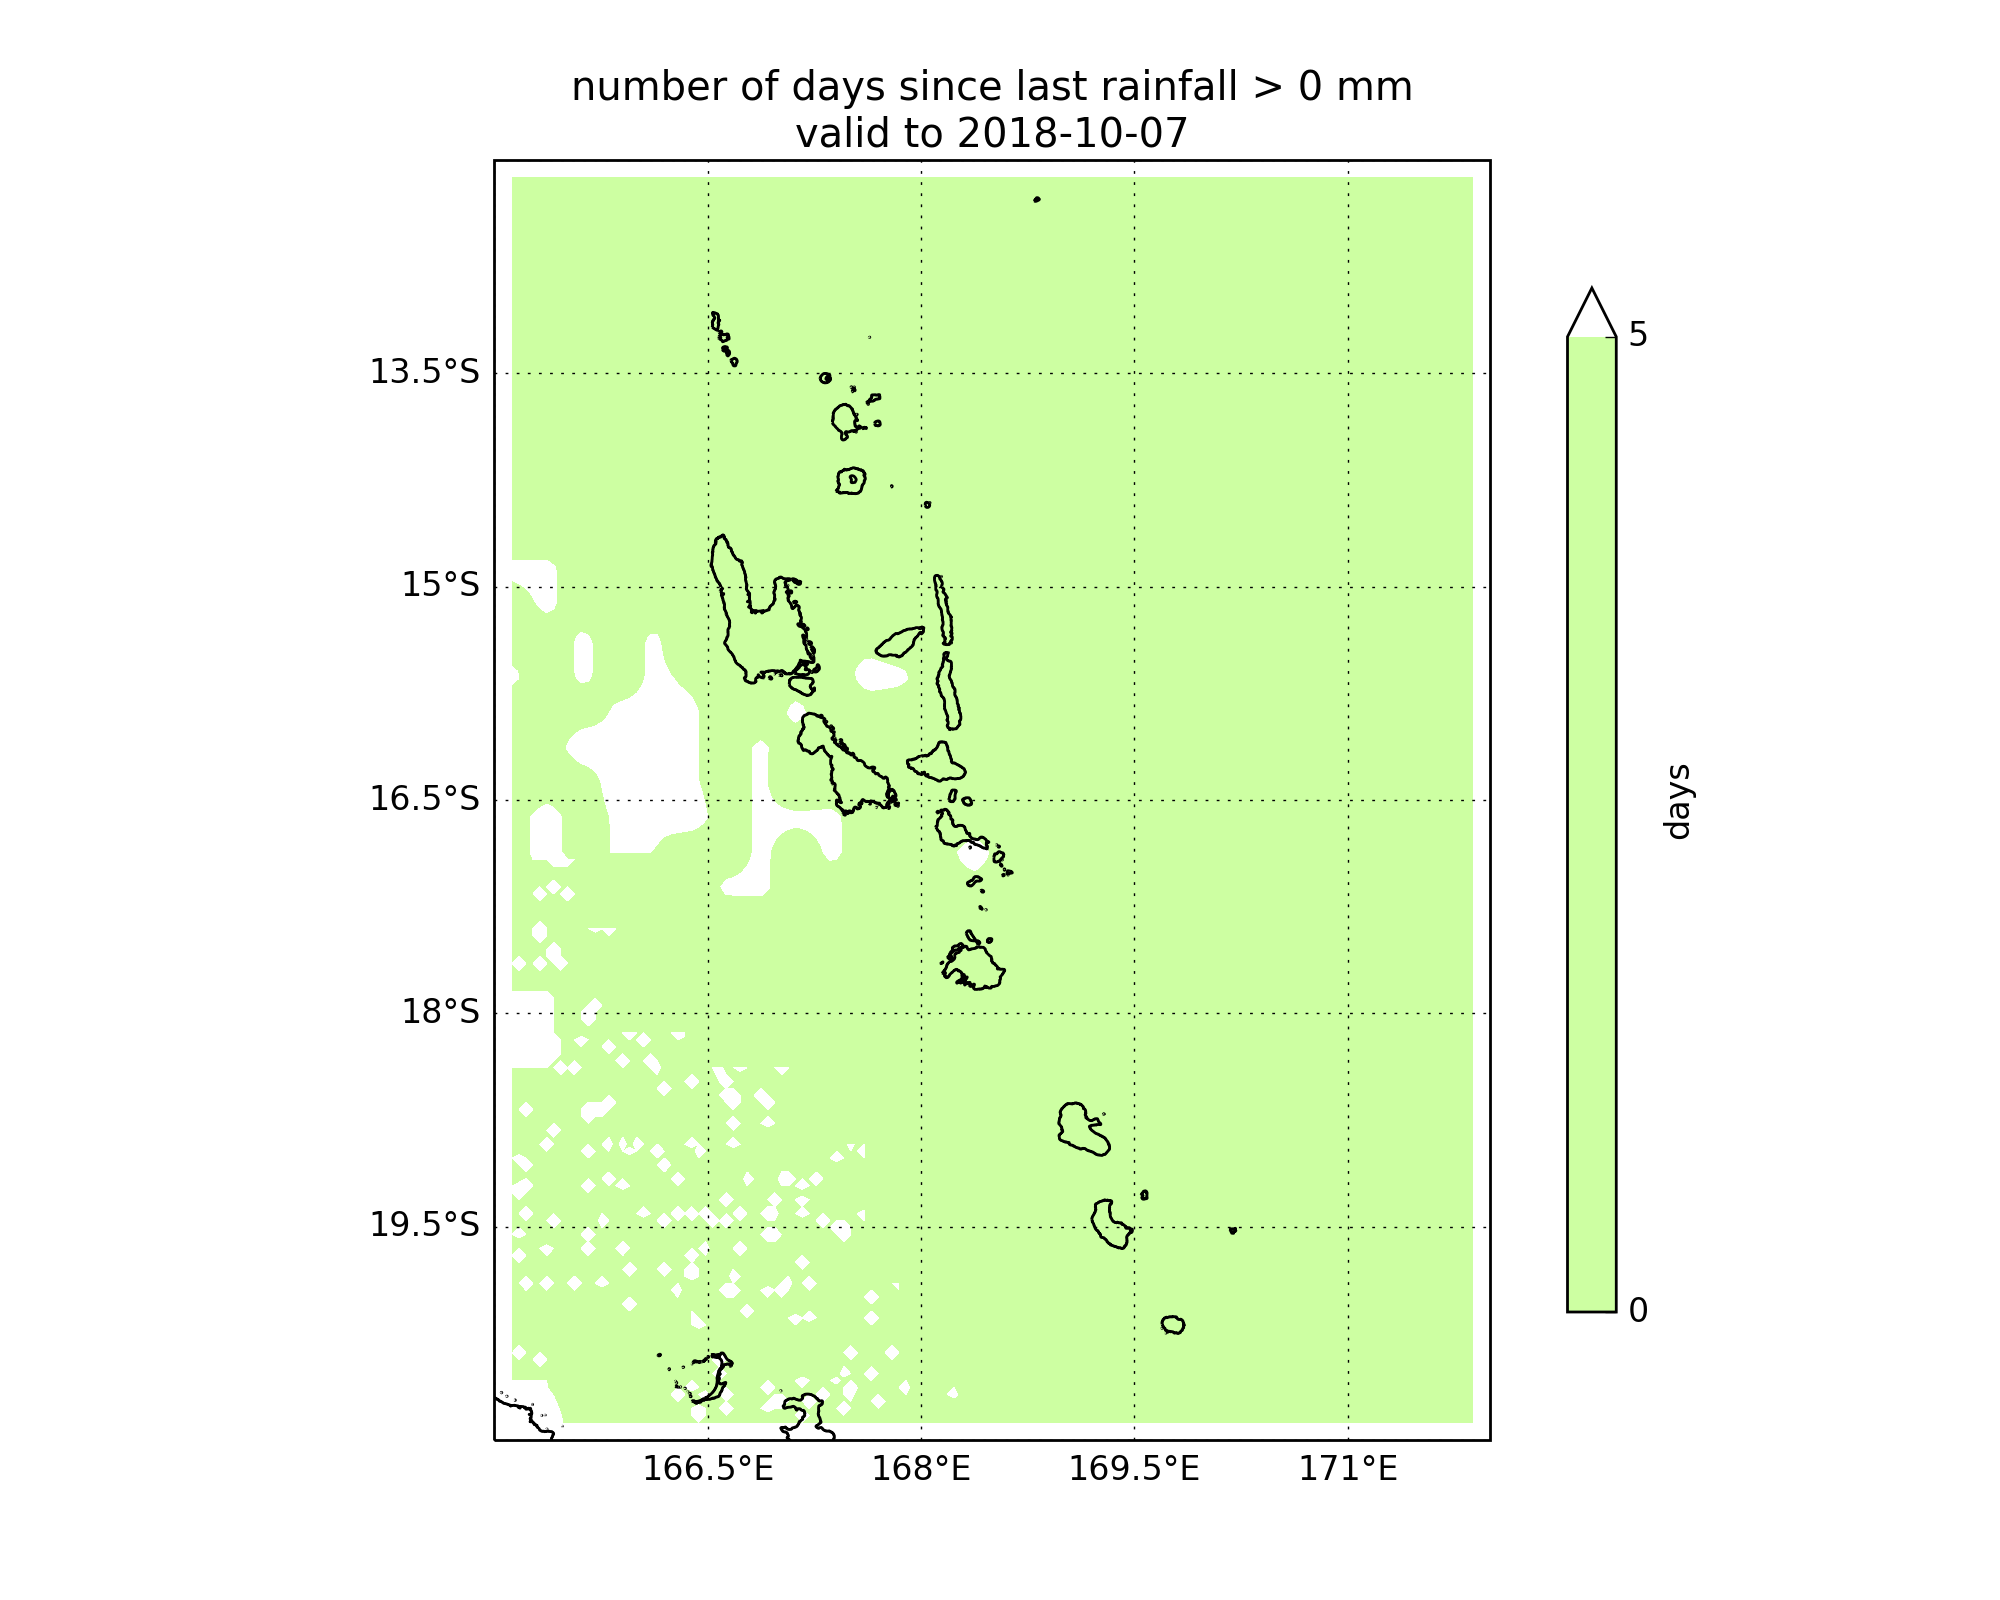 number of days since last rainfall > 0 mm
valid to 2018-10-07
13.5°S
15°S
16.5°S
18°S
19.5°S
166.5°E
168°E
169.5°E
171°E
5
0
days